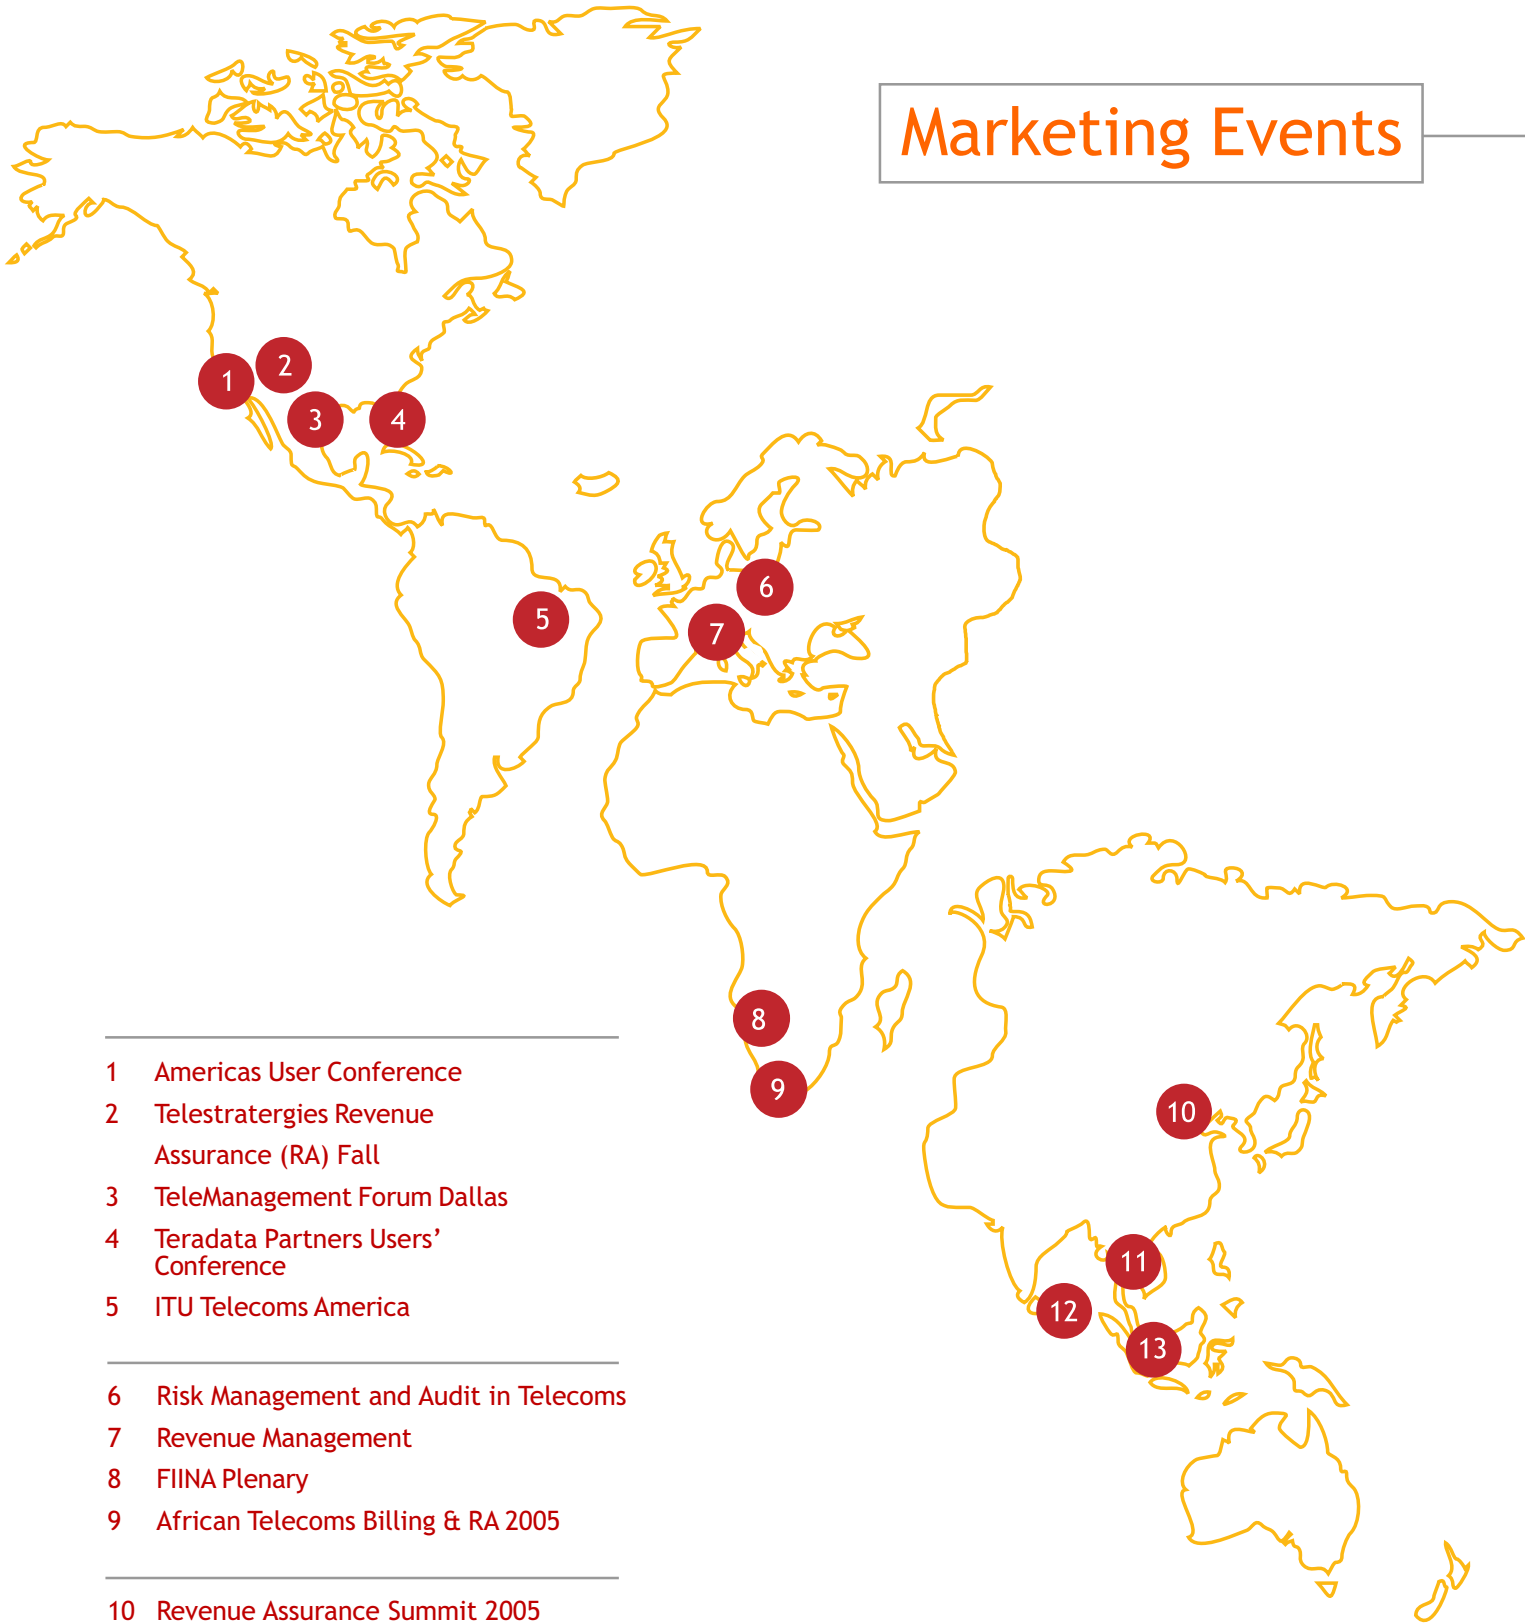 Marketing Events
1
2
3
4
5
6
7
8
9
10
11
12
13
1 Americas User Conference
2 Telestratergies Revenue
Assurance (RA) Fall
3 TeleManagement Forum Dallas
4 Teradata Partners Users’
Conference
5 ITU Telecoms America
6 Risk Management and Audit in Telecoms
7 Revenue Management
8 FIINA Plenary
9 African Telecoms Billing & RA 2005
10 Revenue Assurance Summit 2005